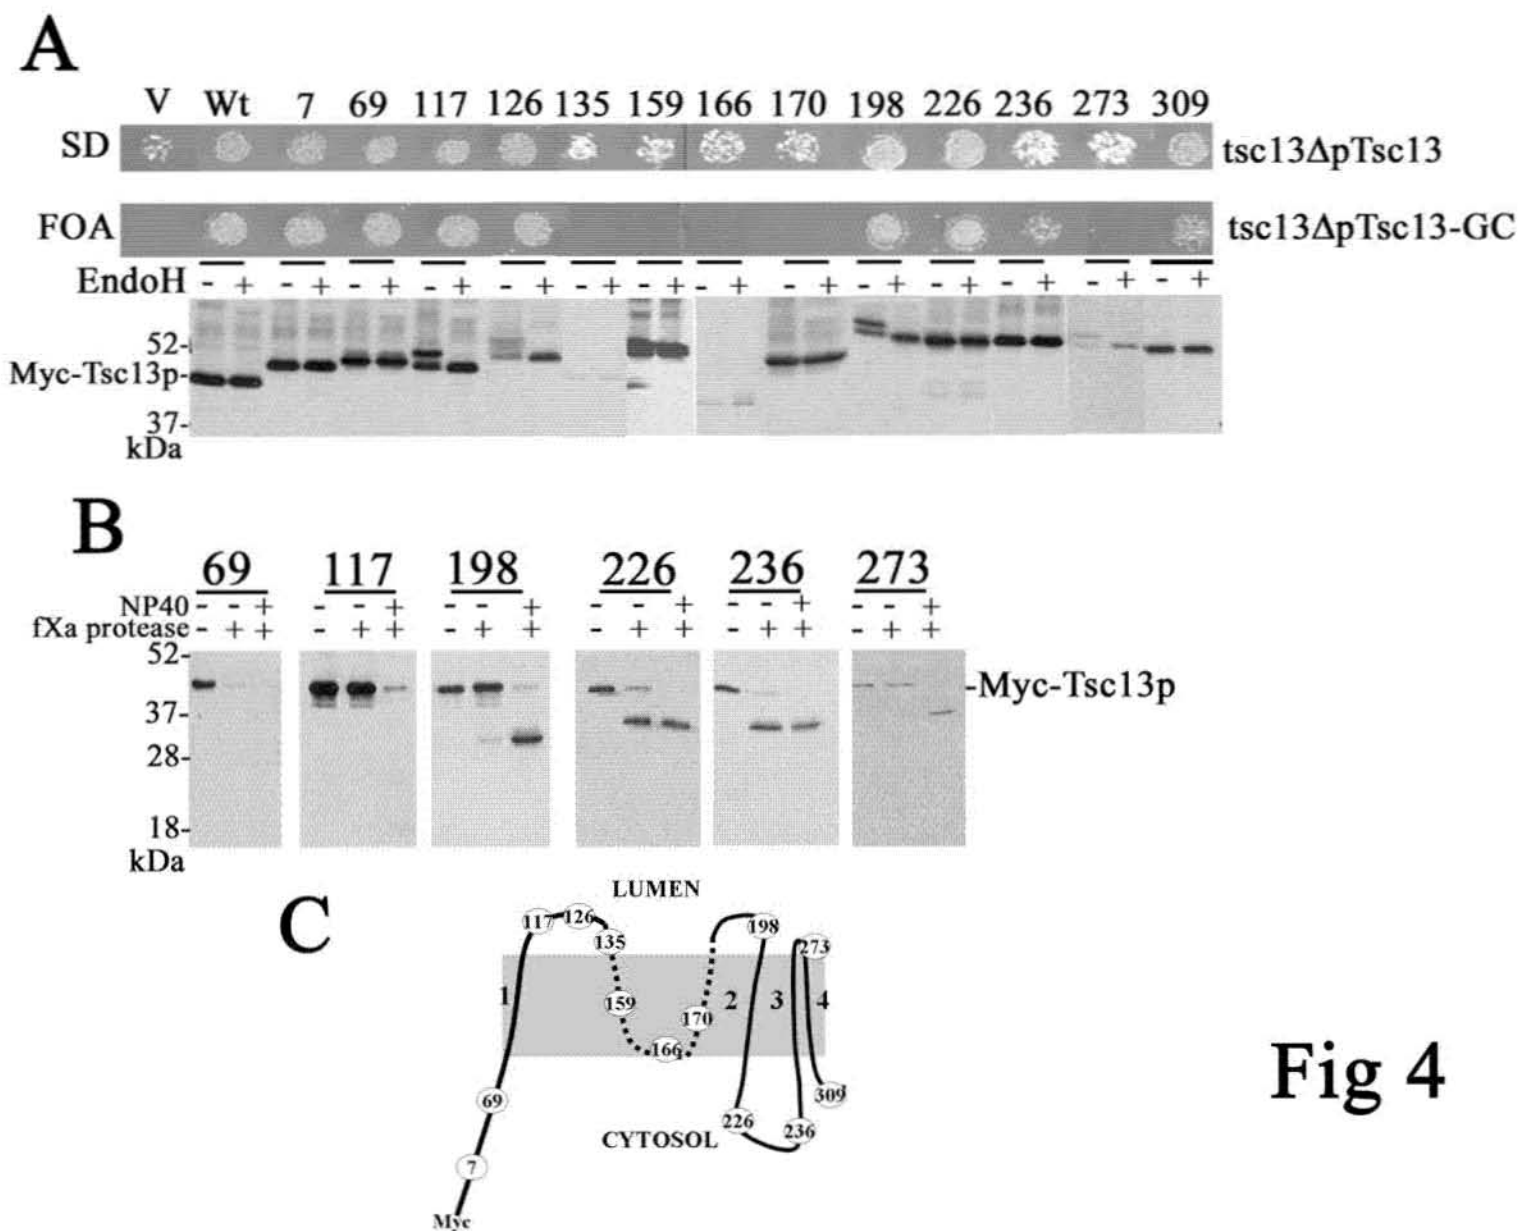 A
V Wt 7 69 117 126 135 159 166 170 198 226 236 273 309
SD tsc13ΔpTsc13
FOA tsc13ΔpTsc13-GC
EndoH - + - + - + - + - + - + - + - + - + - + - + - + - + - +
52-
Myc-Tsc13p-
37-
kDa
B
69 117 198 226 236 273
NP40 - - + - - + - - + - - + - - + - - +
fXa protease - + + - + + - + + - + + - + + - + +
52-
-Myc-Tsc13p
37-
28-
18-
kDa
C
LUMEN
117 126 198
135 273
1 159 170 2 3 4
166
69 309
226 236
CYTOSOL
7
Myc
Fig 4